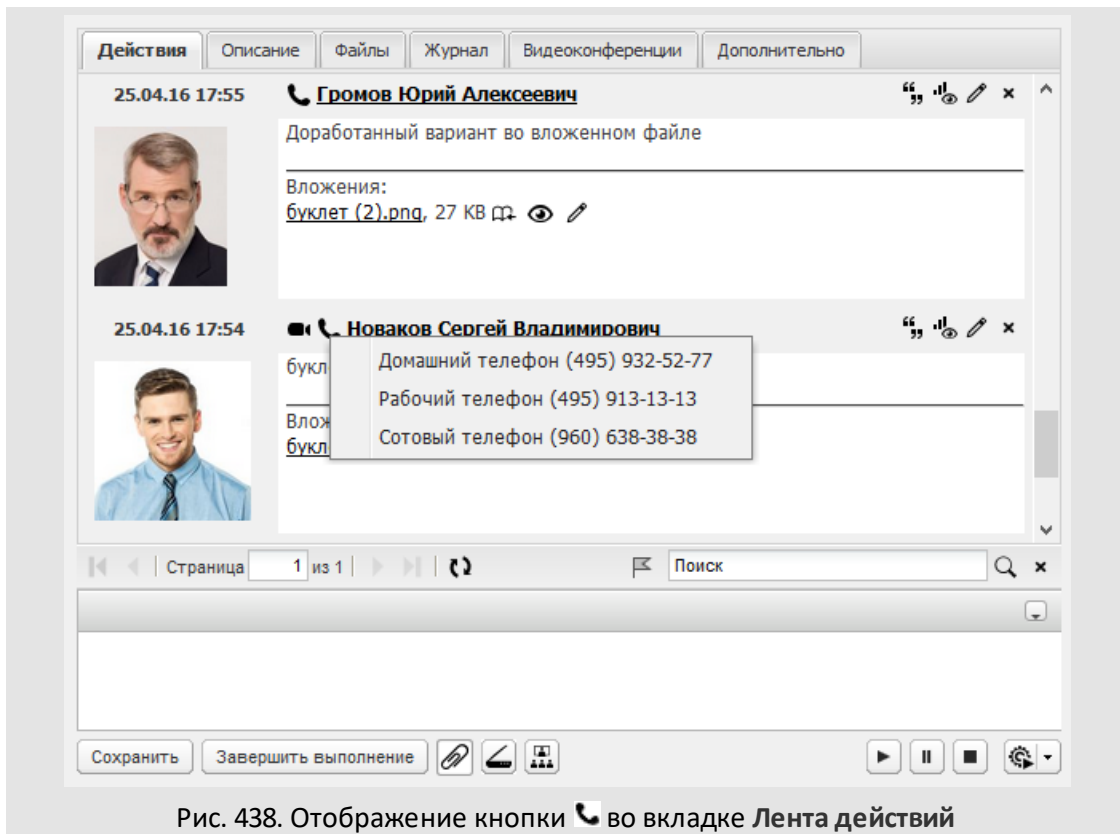 Действия Описание Файлы Журнал Видеоконференции Дополнительно
25.04.16 17:55 Громов Юрий Алексеевич
Доработанный вариант во вложенном файле
Вложения:
буклет (2).png, 27 KB
25.04.16 17:54 Новаков Сергей Владимирович
букл
Домашний телефон (495) 932-52-77
Рабочий телефон (495) 913-13-13
Влож
Сотовый телефон (960) 638-38-38
букл
Страница 1 из 1 Поиск
Сохранить Завершить выполнение
Рис. 438. Отображение кнопки во вкладке Лента действий